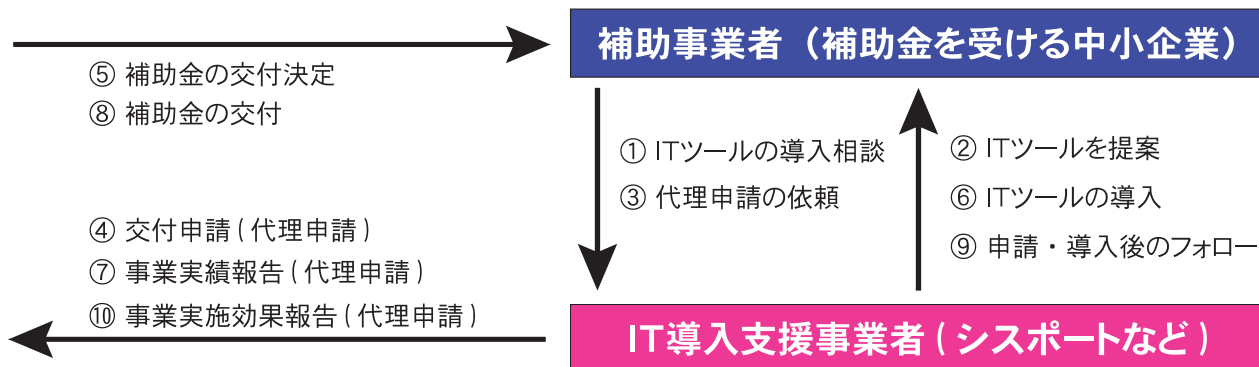 補助事業者（補助金を受ける中小企業）
⑤ 補助金の交付決定
⑧ 補助金の交付
① ITツールの導入相談
③ 代理申請の依頼
② ITツールを提案
⑥ ITツールの導入
⑨ 申請・導入後のフォロー
④ 交付申請(代理申請)
⑦ 事業実績報告(代理申請)
⑩ 事業実施効果報告(代理申請)
IT導入支援事業者(シスポートなど)